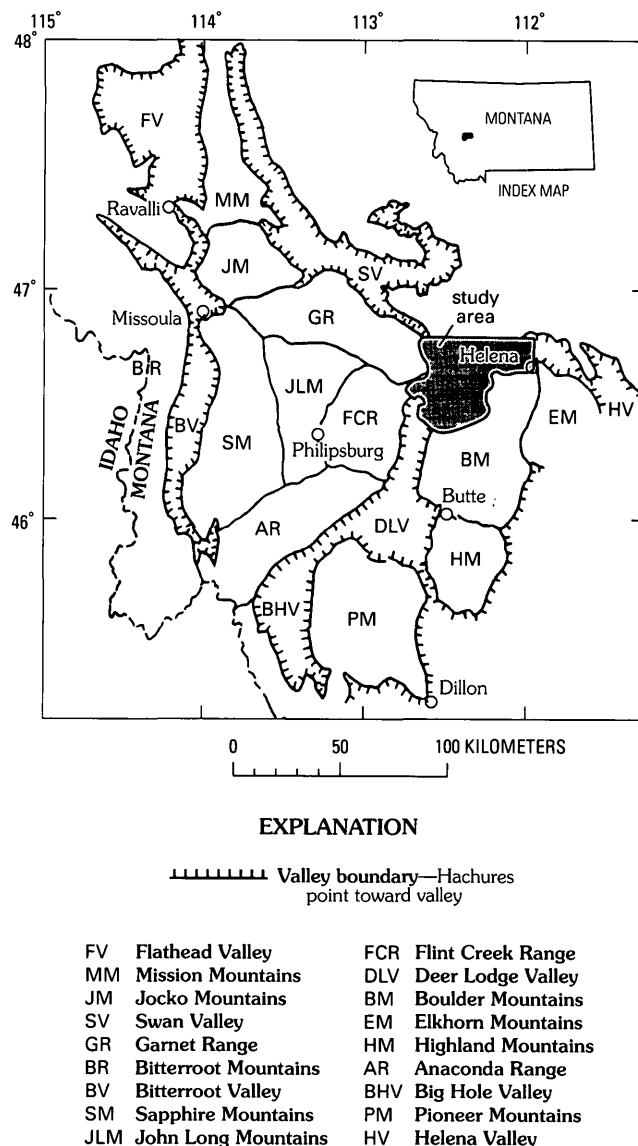 115° 114° 113° 112°
48°
FV
MONTANA
INDEX MAP
Ravalli
MM
JM
SV
47°
study
area
Missoula
GR
Helena
BR
JLM
HV
EM
FCR
BV
SM
Philipsburg
BM
IDAHO
MONTANA
Butte
46°
AR
DLV
HM
BHV
PM
Dillon
0 50 100 KILOMETERS
EXPLANATION
Valley boundary—Hachures
point toward valley
FV Flathead Valley
MM Mission Mountains
JM Jocko Mountains
SV Swan Valley
GR Garnet Range
BR Bitterroot Mountains
BV Bitterroot Valley
SM Sapphire Mountains
JLM John Long Mountains
FCR Flint Creek Range
DLV Deer Lodge Valley
BM Boulder Mountains
EM Elkhorn Mountains
HM Highland Mountains
AR Anaconda Range
BHV Big Hole Valley
PM Pioneer Mountains
HV Helena Valley